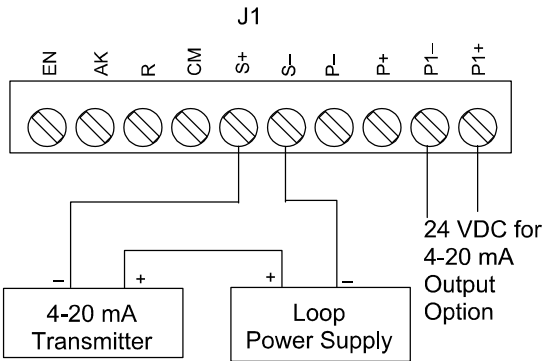 J1
EN AK R CM S+ S– P– P+ P1– P1+
24 VDC for
4-20 mA
Output
Option
– + + –
4-20 mA
Transmitter
Loop
Power Supply